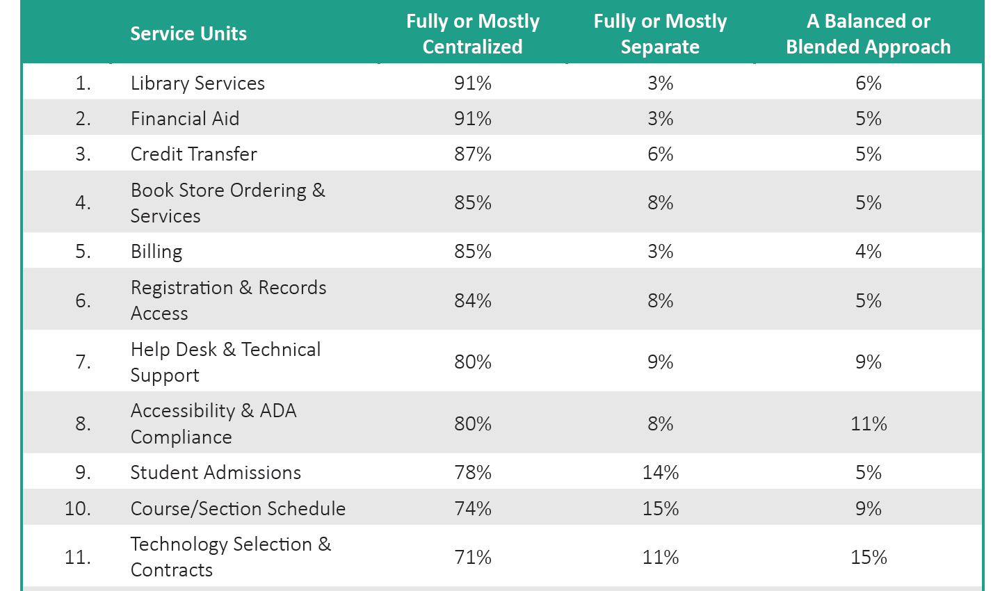 Service Units Fully or Mostly Centralized Fully or Mostly Separate A Balanced or Blended Approach
1. Library Services 91% 3% 6%
2. Financial Aid 91% 3% 5%
3. Credit Transfer 87% 6% 5%
4. Book Store Ordering & Services 85% 8% 5%
5. Billing 85% 3% 4%
6. Registration & Records Access 84% 8% 5%
7. Help Desk & Technical Support 80% 9% 9%
8. Accessibility & ADA Compliance 80% 8% 11%
9. Student Admissions 78% 14% 5%
10. Course/Section Schedule 74% 15% 9%
11. Technology Selection & Contracts 71% 11% 15%